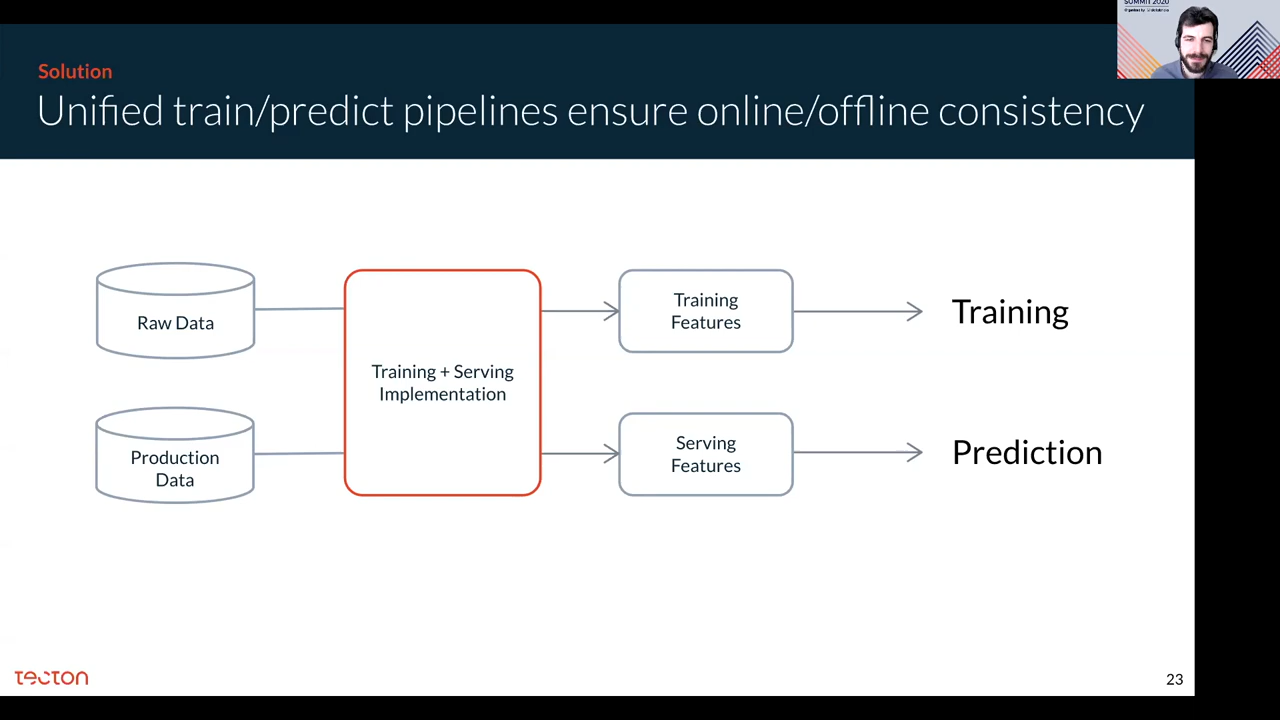 SUMMIT 2020
Solution
Unified train/predict pipelines ensure online/offline consistency
Raw Data
Training + Serving
Implementation
Training
Features
Training
Production
Data
Serving
Features
Prediction
tecton
23